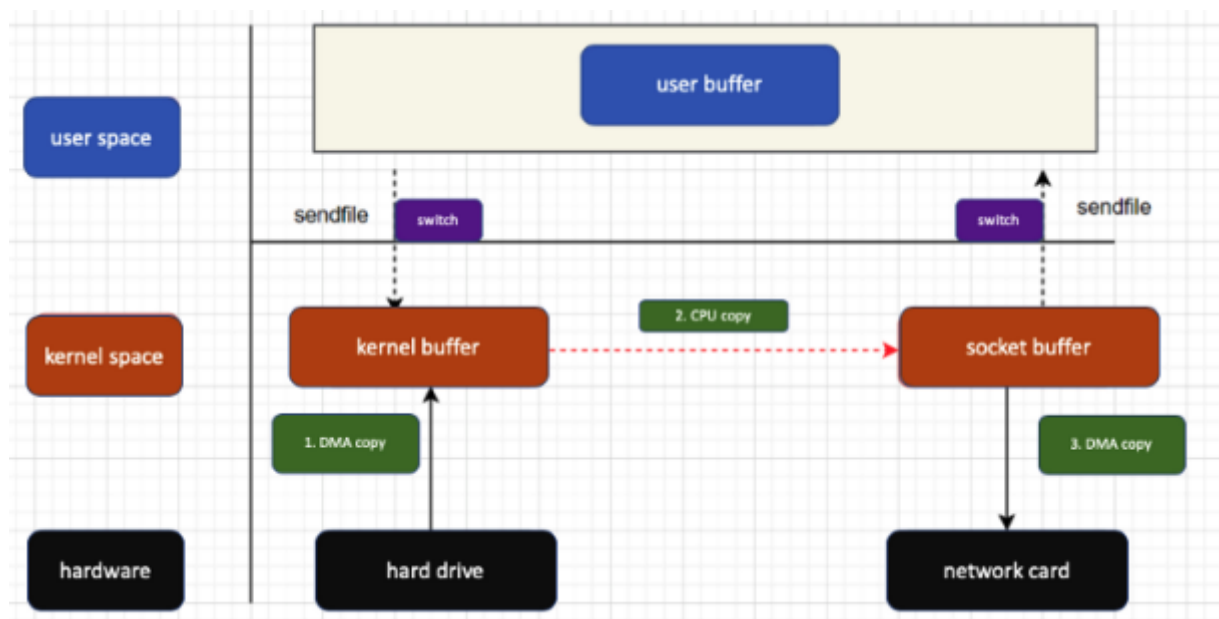 user buffer
user space
sendfile
switch
switch
sendfile
2. CPU copy
kernel space
kernel buffer
socket buffer
1. DMA copy
3. DMA copy
hardware
hard drive
network card